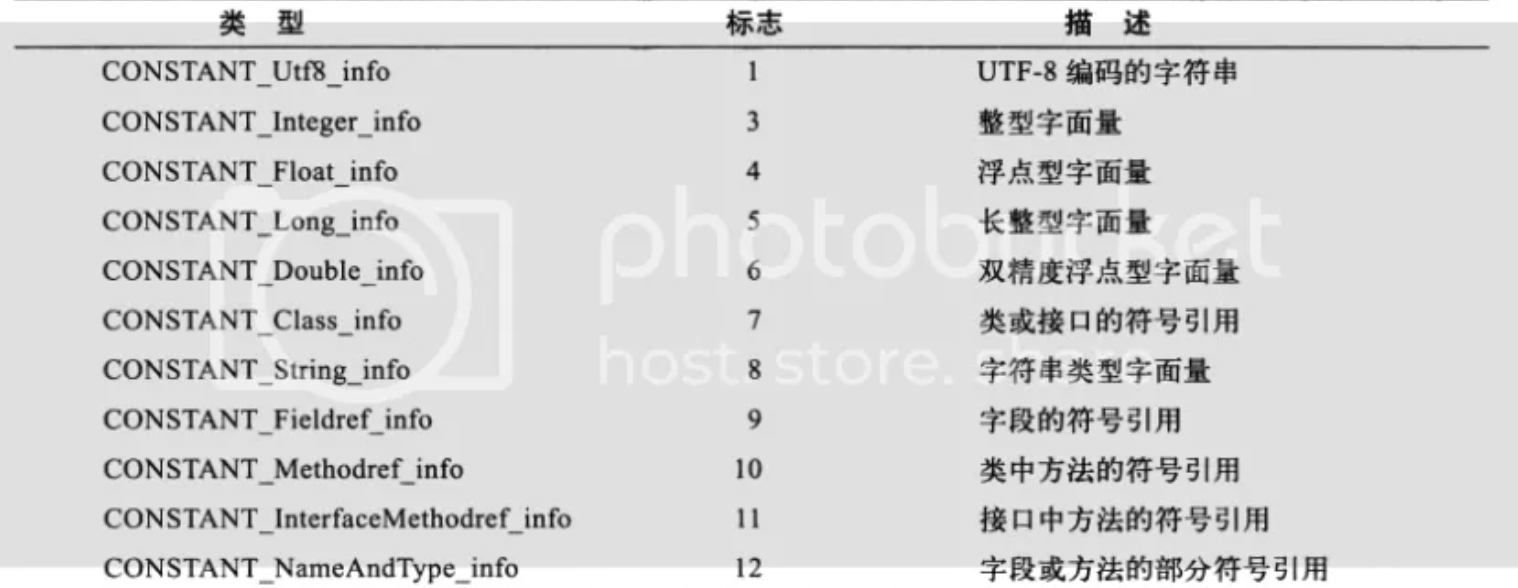 类 型 标志 描 述
CONSTANT_Utf8_info 1 UTF-8 编码的字符串
CONSTANT_Integer_info 3 整型字面量
CONSTANT_Float_info 4 浮点型字面量
CONSTANT_Long_info 5 长整型字面量
CONSTANT_Double_info 6 双精度浮点型字面量
CONSTANT_Class_info 7 类或接口的符号引用
CONSTANT_String_info 8 字符串类型字面量
CONSTANT_Fieldref_info 9 字段的符号引用
CONSTANT_Methodref_info 10 类中方法的符号引用
CONSTANT_InterfaceMethodref_info 11 接口中方法的符号引用
CONSTANT_NameAndType_info 12 字段或方法的部分符号引用
photobucket
host. store. share.